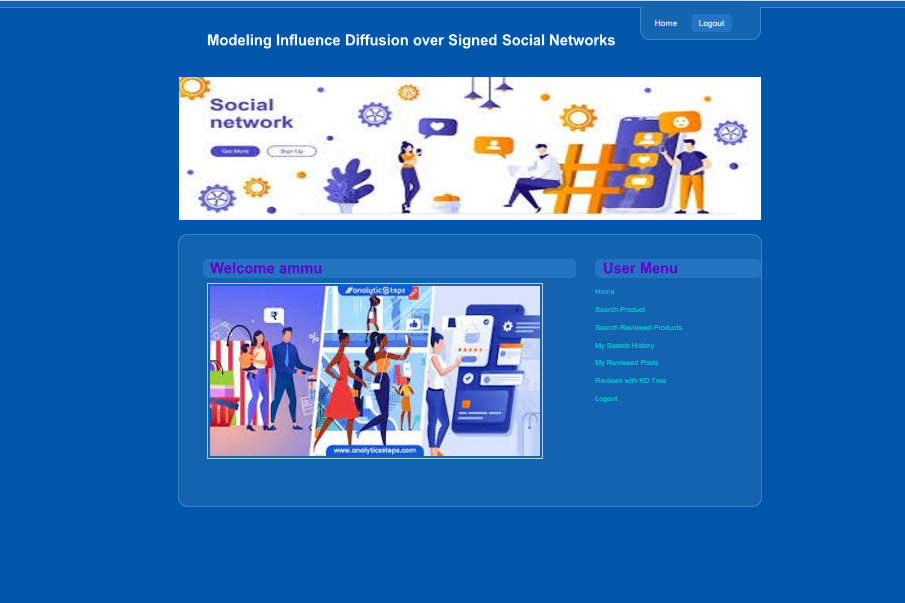 Home
Logout
Modeling Influence Diffusion over Signed Social Networks
Social
network
Get More
Sign Up
Welcome ammu
User Menu
analyticSteps
Home
Search Product
Search Reviewed Products
My Search History
My Reviewed Posts
Reviews with KD Tree
Logout
www.analyticssteps.com